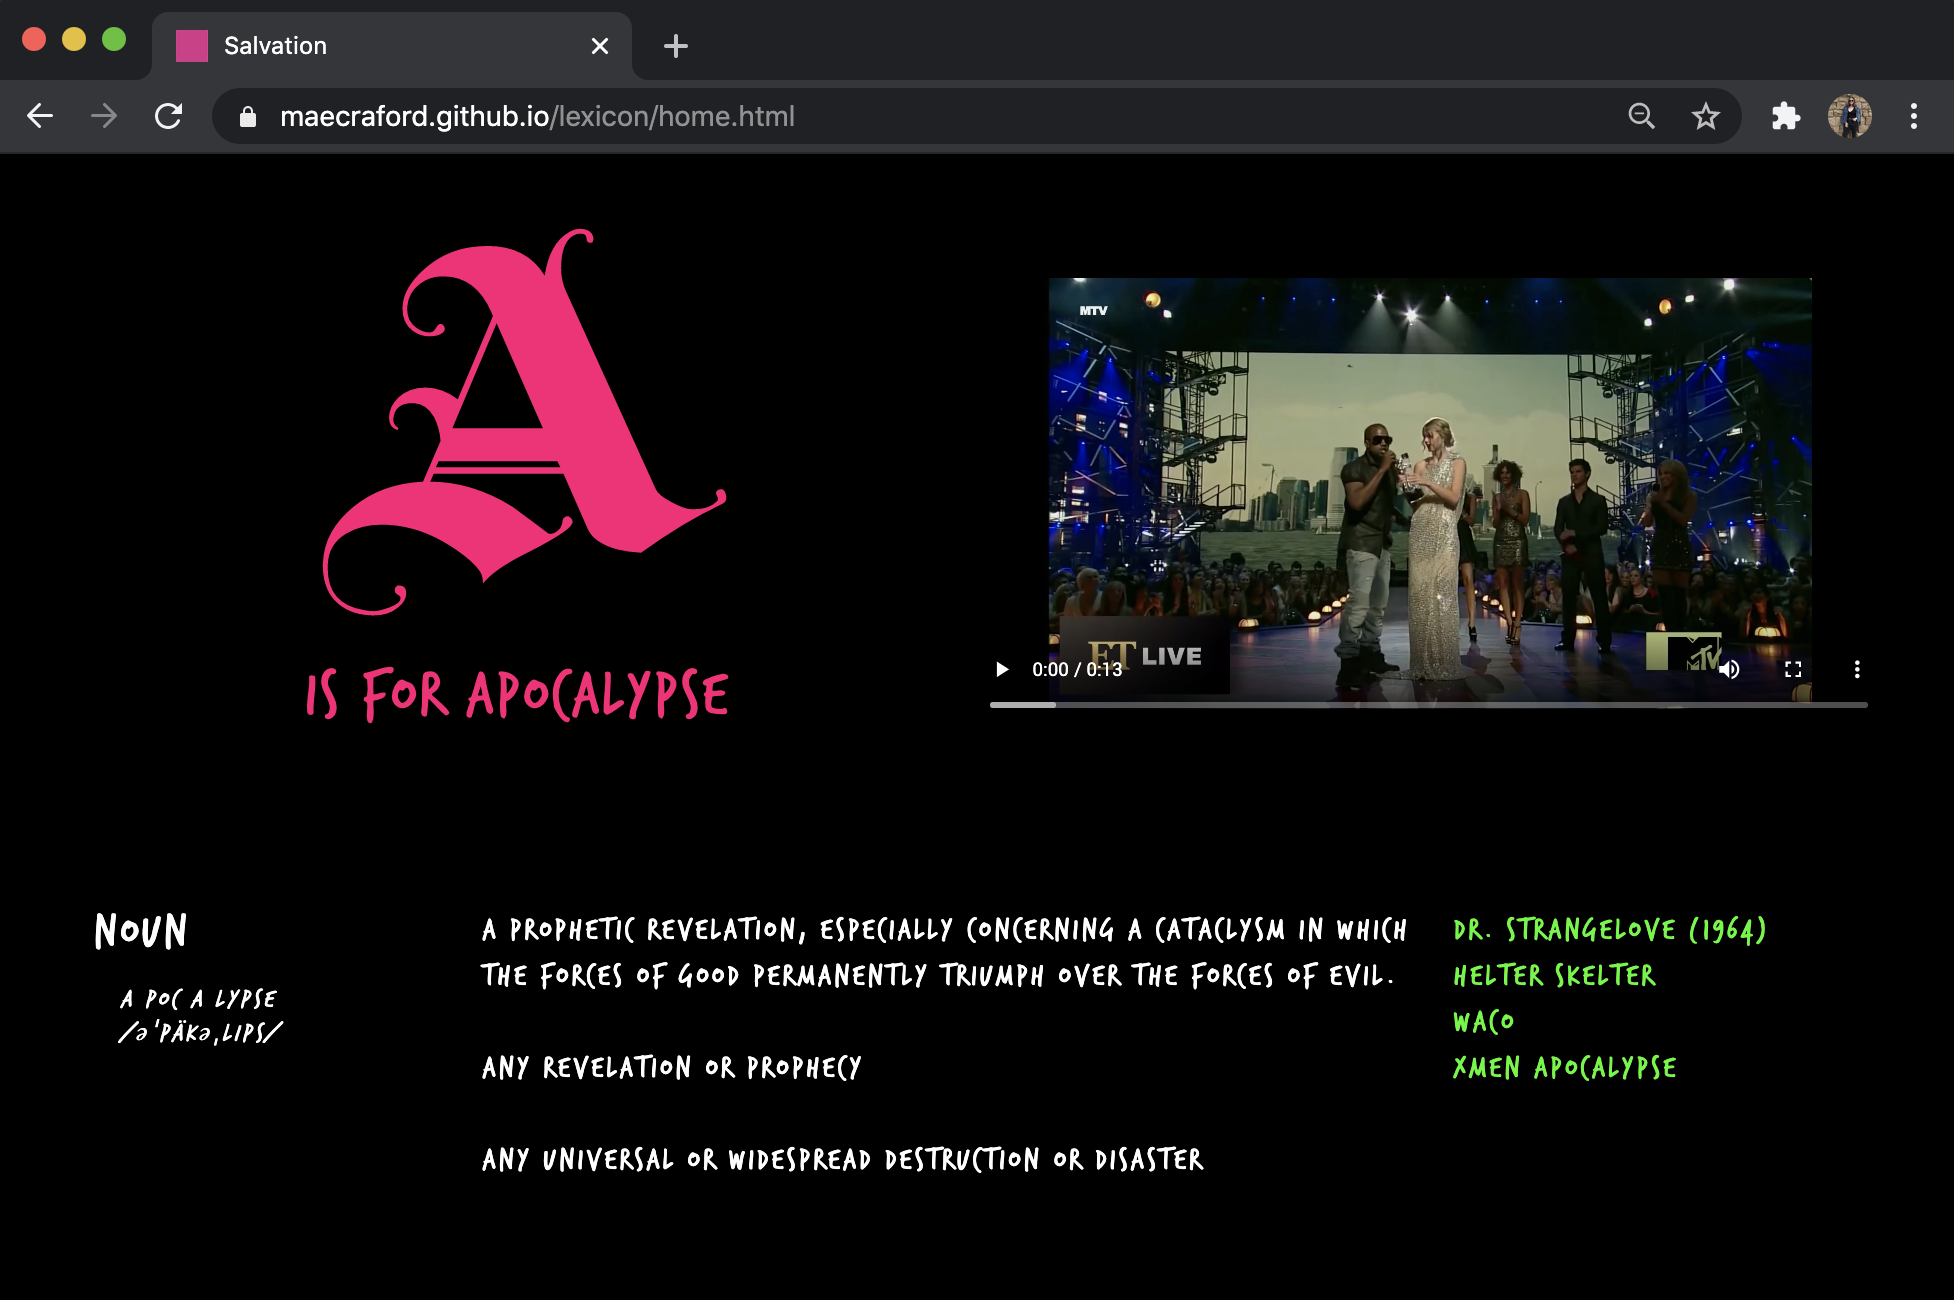 Salvation
maecraford.github.io/lexicon/home.html
A
IS FOR APOCALYPSE
MTV
ET LIVE
MTV
0:00 / 0:13
NOUN
A POC A LYPSE
/ə'PÄKə,LIPS/
A PROPHETIC REVELATION, ESPECIALLY CONCERNING A CATACLYSM IN WHICH
THE FORCES OF GOOD PERMANENTLY TRIUMPH OVER THE FORCES OF EVIL.
ANY REVELATION OR PROPHECY
ANY UNIVERSAL OR WIDESPREAD DESTRUCTION OR DISASTER
DR. STRANGELOVE (1964)
HELTER SKELTER
WACO
XMEN APOCALYPSE